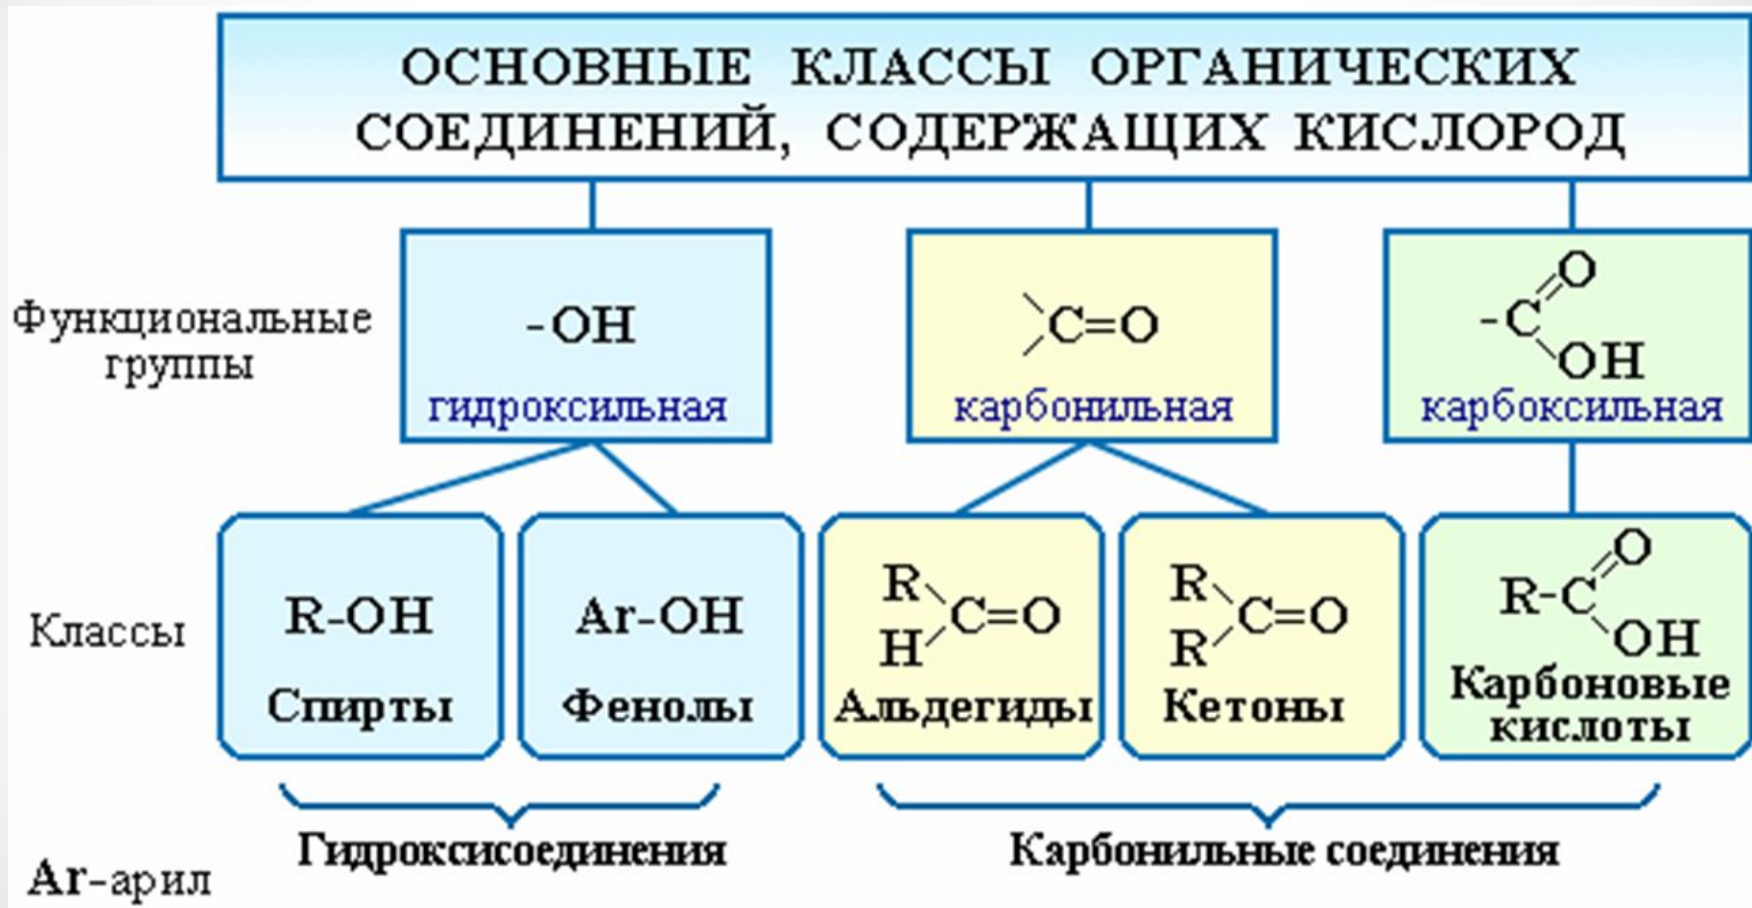 ОСНОВНЫЕ КЛАССЫ ОРГАНИЧЕСКИХ
СОЕДИНЕНИЙ, СОДЕРЖАЩИХ КИСЛОРОД
Функциональные
группы
-OH
гидроксильная
C=O
карбонильная
-C
O
OH
карбоксильная
Классы
R-OH
Спирты
Ar-OH
Фенолы
R
H
C=O
Альдегиды
R
R
C=O
Кетоны
R-C
O
OH
Карбоновые
кислоты
Гидроксисоединения
Карбонильные соединения
Ar-арил